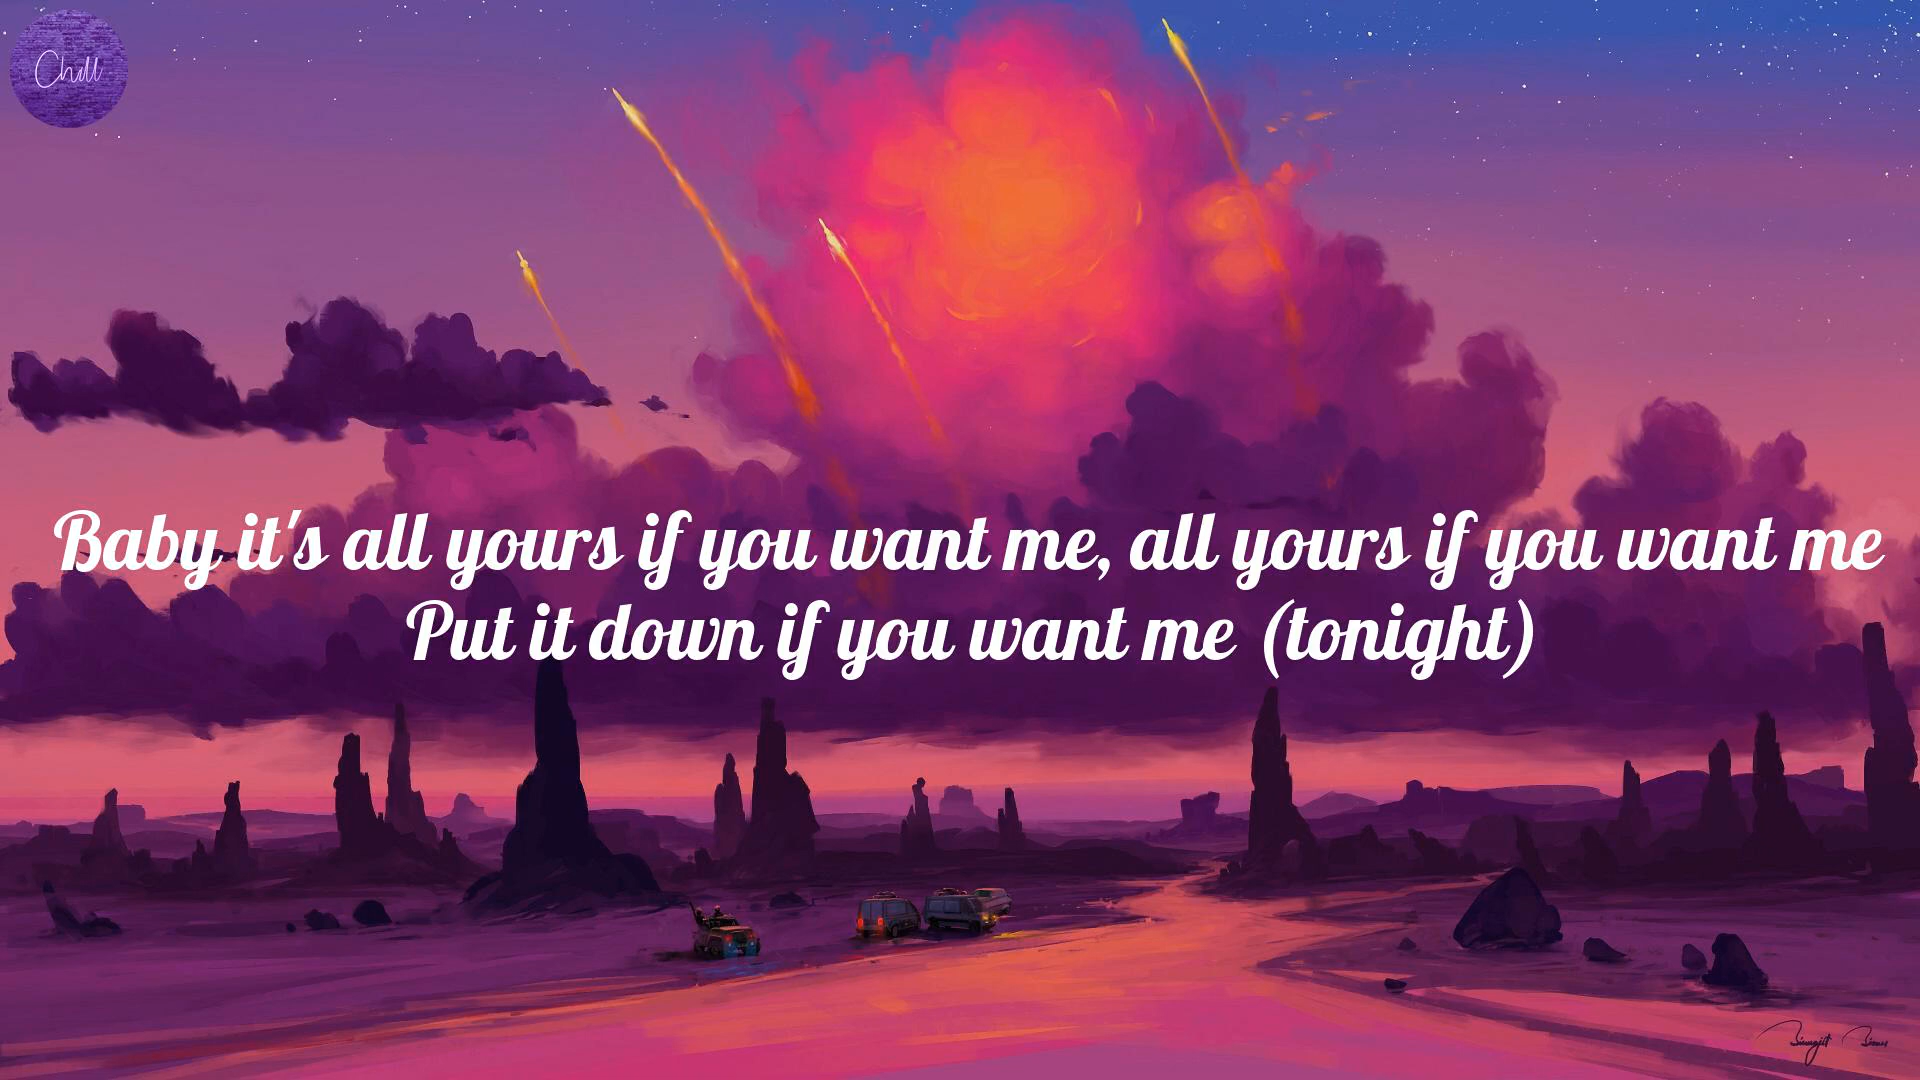 Chill
Baby it's all yours if you want me, all yours if you want me
Put it down if you want me (tonight)